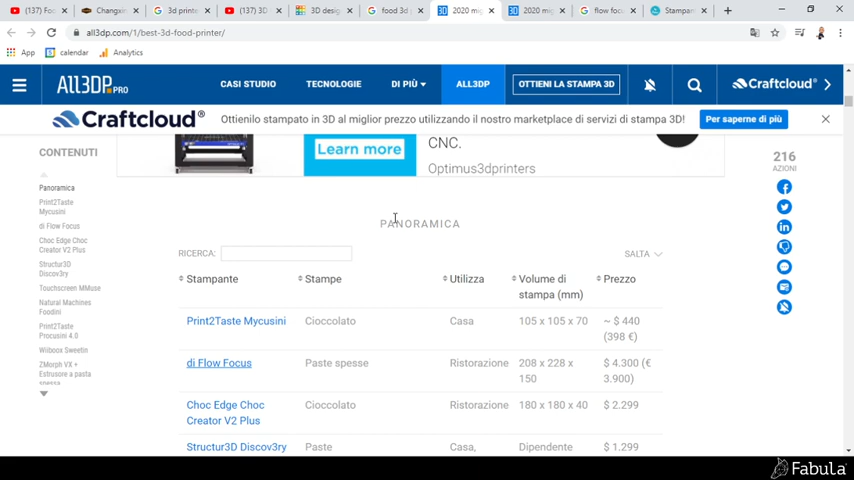 (137) Fo
Changxin
3d printe
(137) 3D
3D desig
food 3d p
2020 mig
2020 mig
flow focu
Stampan
all3dp.com/1/best-3d-food-printer/
App
calendar
Analytics
ALL3DP.PRO
CASI STUDIO
TECNOLOGIE
DI PIÙ
ALL3DP
OTTIENI LA STAMPA 3D
Craftcloud®
Craftcloud®
Ottienilo stampato in 3D al miglior prezzo utilizzando il nostro marketplace di servizi di stampa 3D!
Per saperne di più
CONTENUTI
Panoramica
Print2Taste
Mycusini
di Flow Focus
Choc Edge Choc
Creator V2 Plus
Structur3D
Discov3ry
Touchscreen MMuse
Natural Machines
Foodini
Print2Taste
Procusini 4.0
Wiiboox Sweetin
ZMorph VX +
Estrusore a pasta
spessa
Learn more
CNC.
Optimus3dprinters
216
AZIONI
PANORAMICA
RICERCA:
SALTA
Stampante
Stampe
Utilizza
Volume di
stampa (mm)
Prezzo
Print2Taste Mycusini
Cioccolato
Casa
105 x 105 x 70
~ $ 440
(398 €)
di Flow Focus
Paste spesse
Ristorazione
208 x 228 x
150
$ 4.300 (€
3.900)
Choc Edge Choc
Creator V2 Plus
Cioccolato
Ristorazione
180 x 180 x 40
$ 2.299
Structur3D Discov3ry
Paste
Casa,
Dipendente
$ 1.299
Fabula